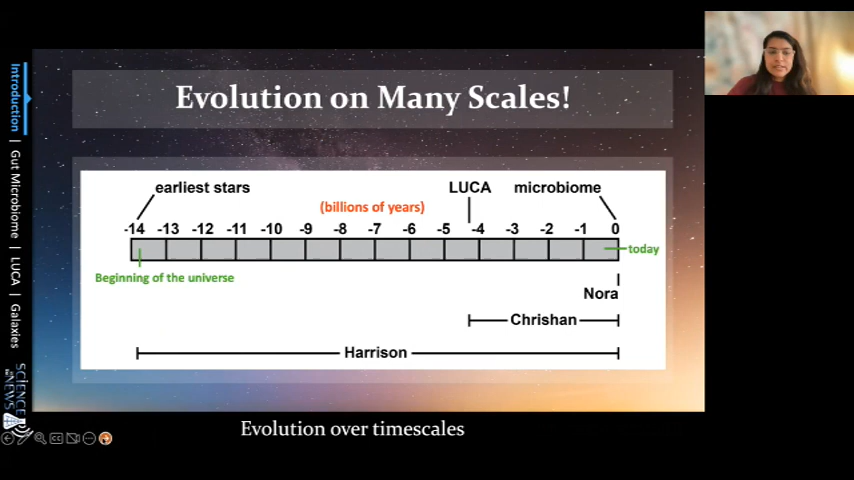 Evolution on Many Scales!
earliest stars
LUCA
microbiome
(billions of years)
-14 -13 -12 -11 -10 -9 -8 -7 -6 -5 -4 -3 -2 -1 0
today
Beginning of the universe
Nora
Chrishan
Harrison
Introduction | Gut Microbiome | LUCA | Galaxies
SCIENCE
IN THE
NEWS
Evolution over timescales